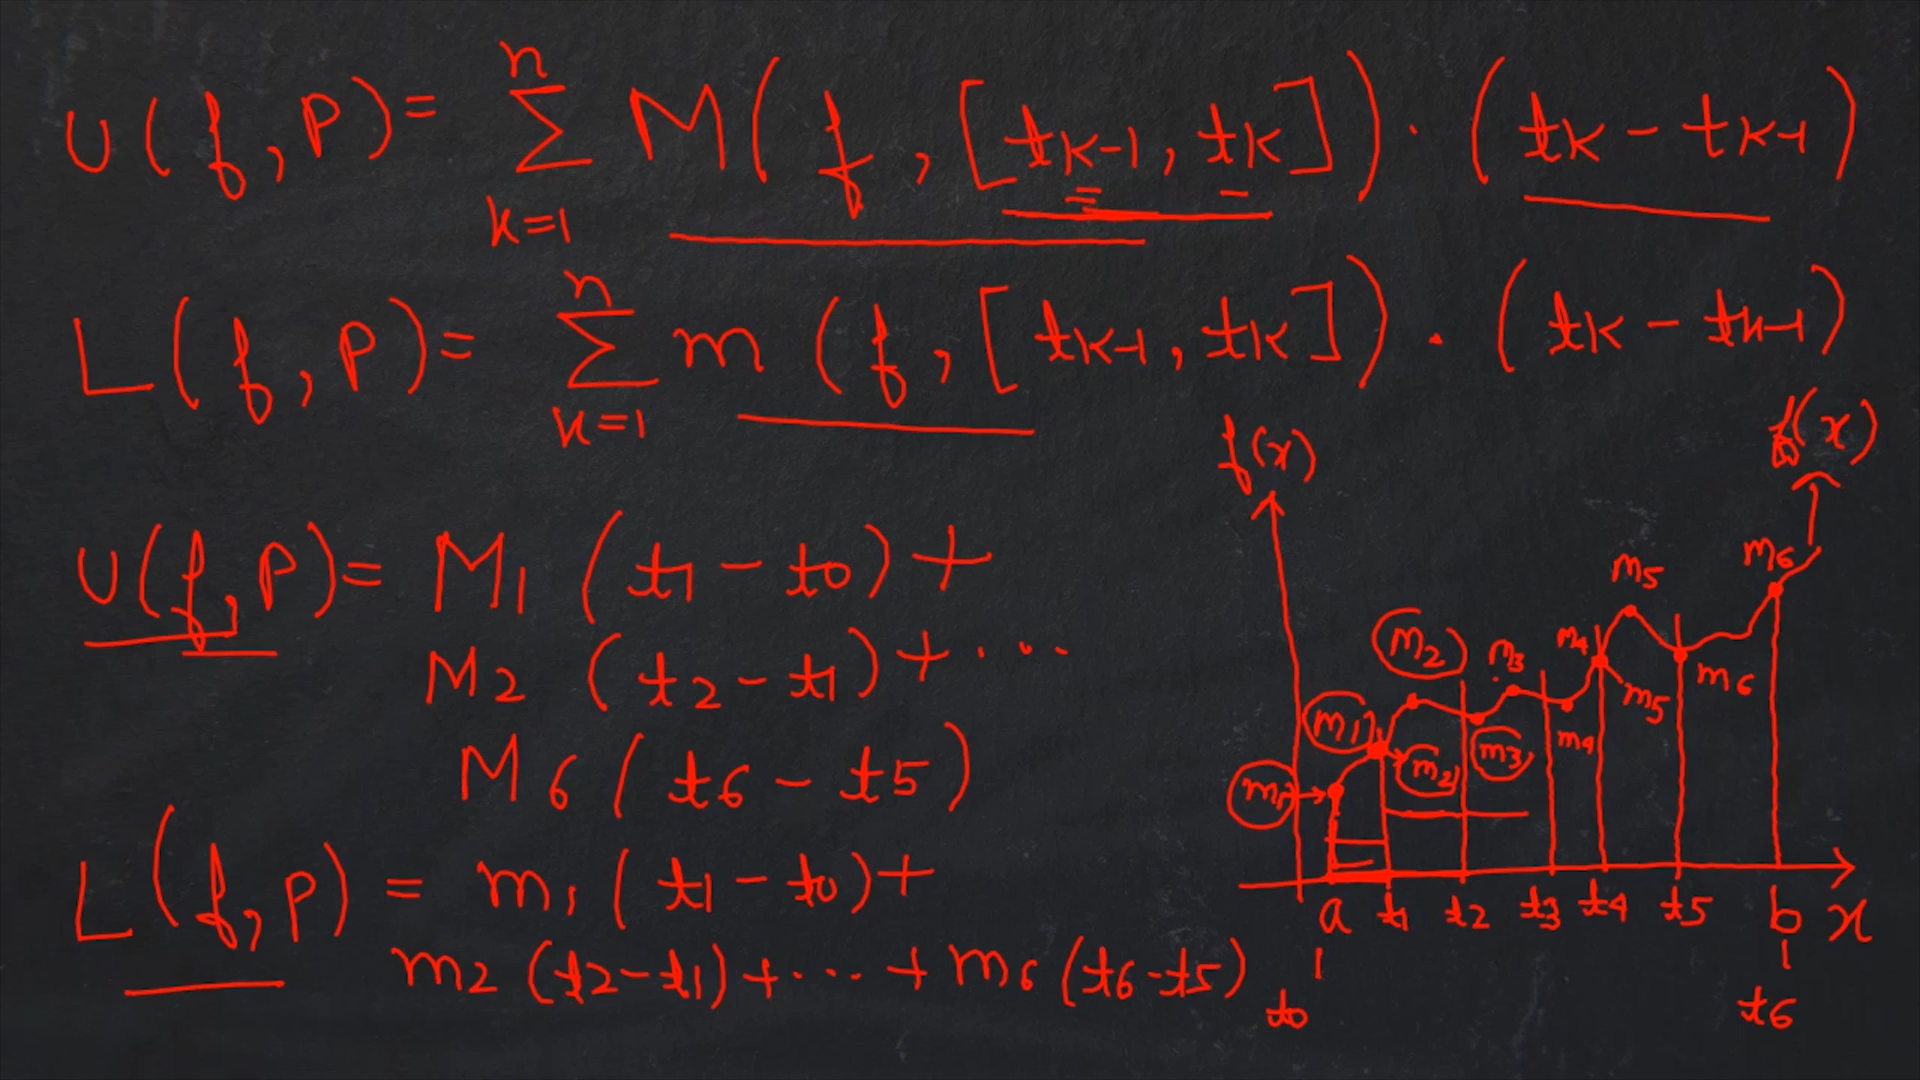 U(f,P)= n∑k=1 M(f,[tk-1,tk]).(tk-tk-1)
L(f,P)= n∑k=1 m(f,[tk-1,tk]).(tk-tk-1)
U(f,P)= M1 (t1-t0)+
M2 (t2-t1)+...
M6(t6-t5)
L(f,P) = m1(t1-t0)+
m2(t2-t1)+...+m6(t6-t5)
f(x)
(x)
m6
m5
m2 m3 m4
m5 m6
m1
m2 m3 m4
m1
a t1 t2 t3 t4 t5 b x
t0 t6